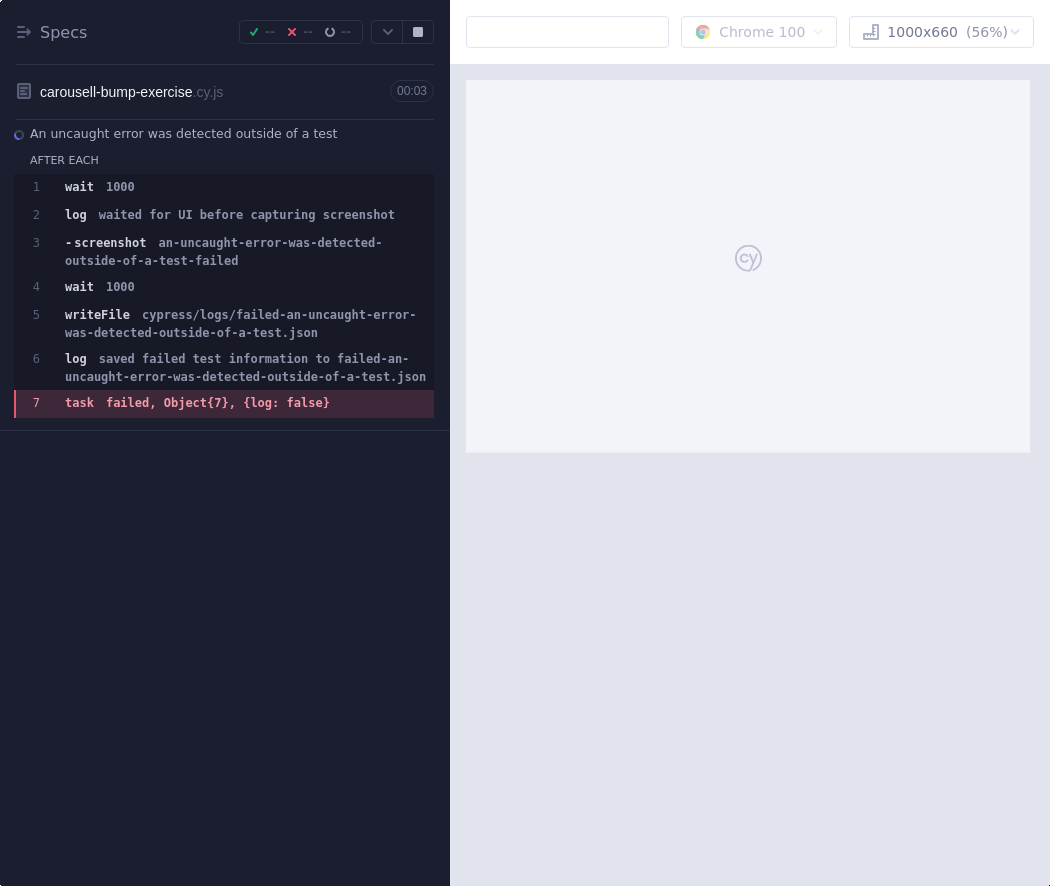 Specs
--
--
--
Chrome 100
1000x660 (56%)
carousell-bump-exercise.cy.js
00:03
An uncaught error was detected outside of a test
AFTER EACH
1 wait 1000
2 log waited for UI before capturing screenshot
3 -screenshot an-uncaught-error-was-detected-
outside-of-a-test-failed
4 wait 1000
5 writeFile cypress/logs/failed-an-uncaught-error-
was-detected-outside-of-a-test.json
6 log saved failed test information to failed-an-
uncaught-error-was-detected-outside-of-a-test.json
7 task failed, Object{7}, {log: false}
cy